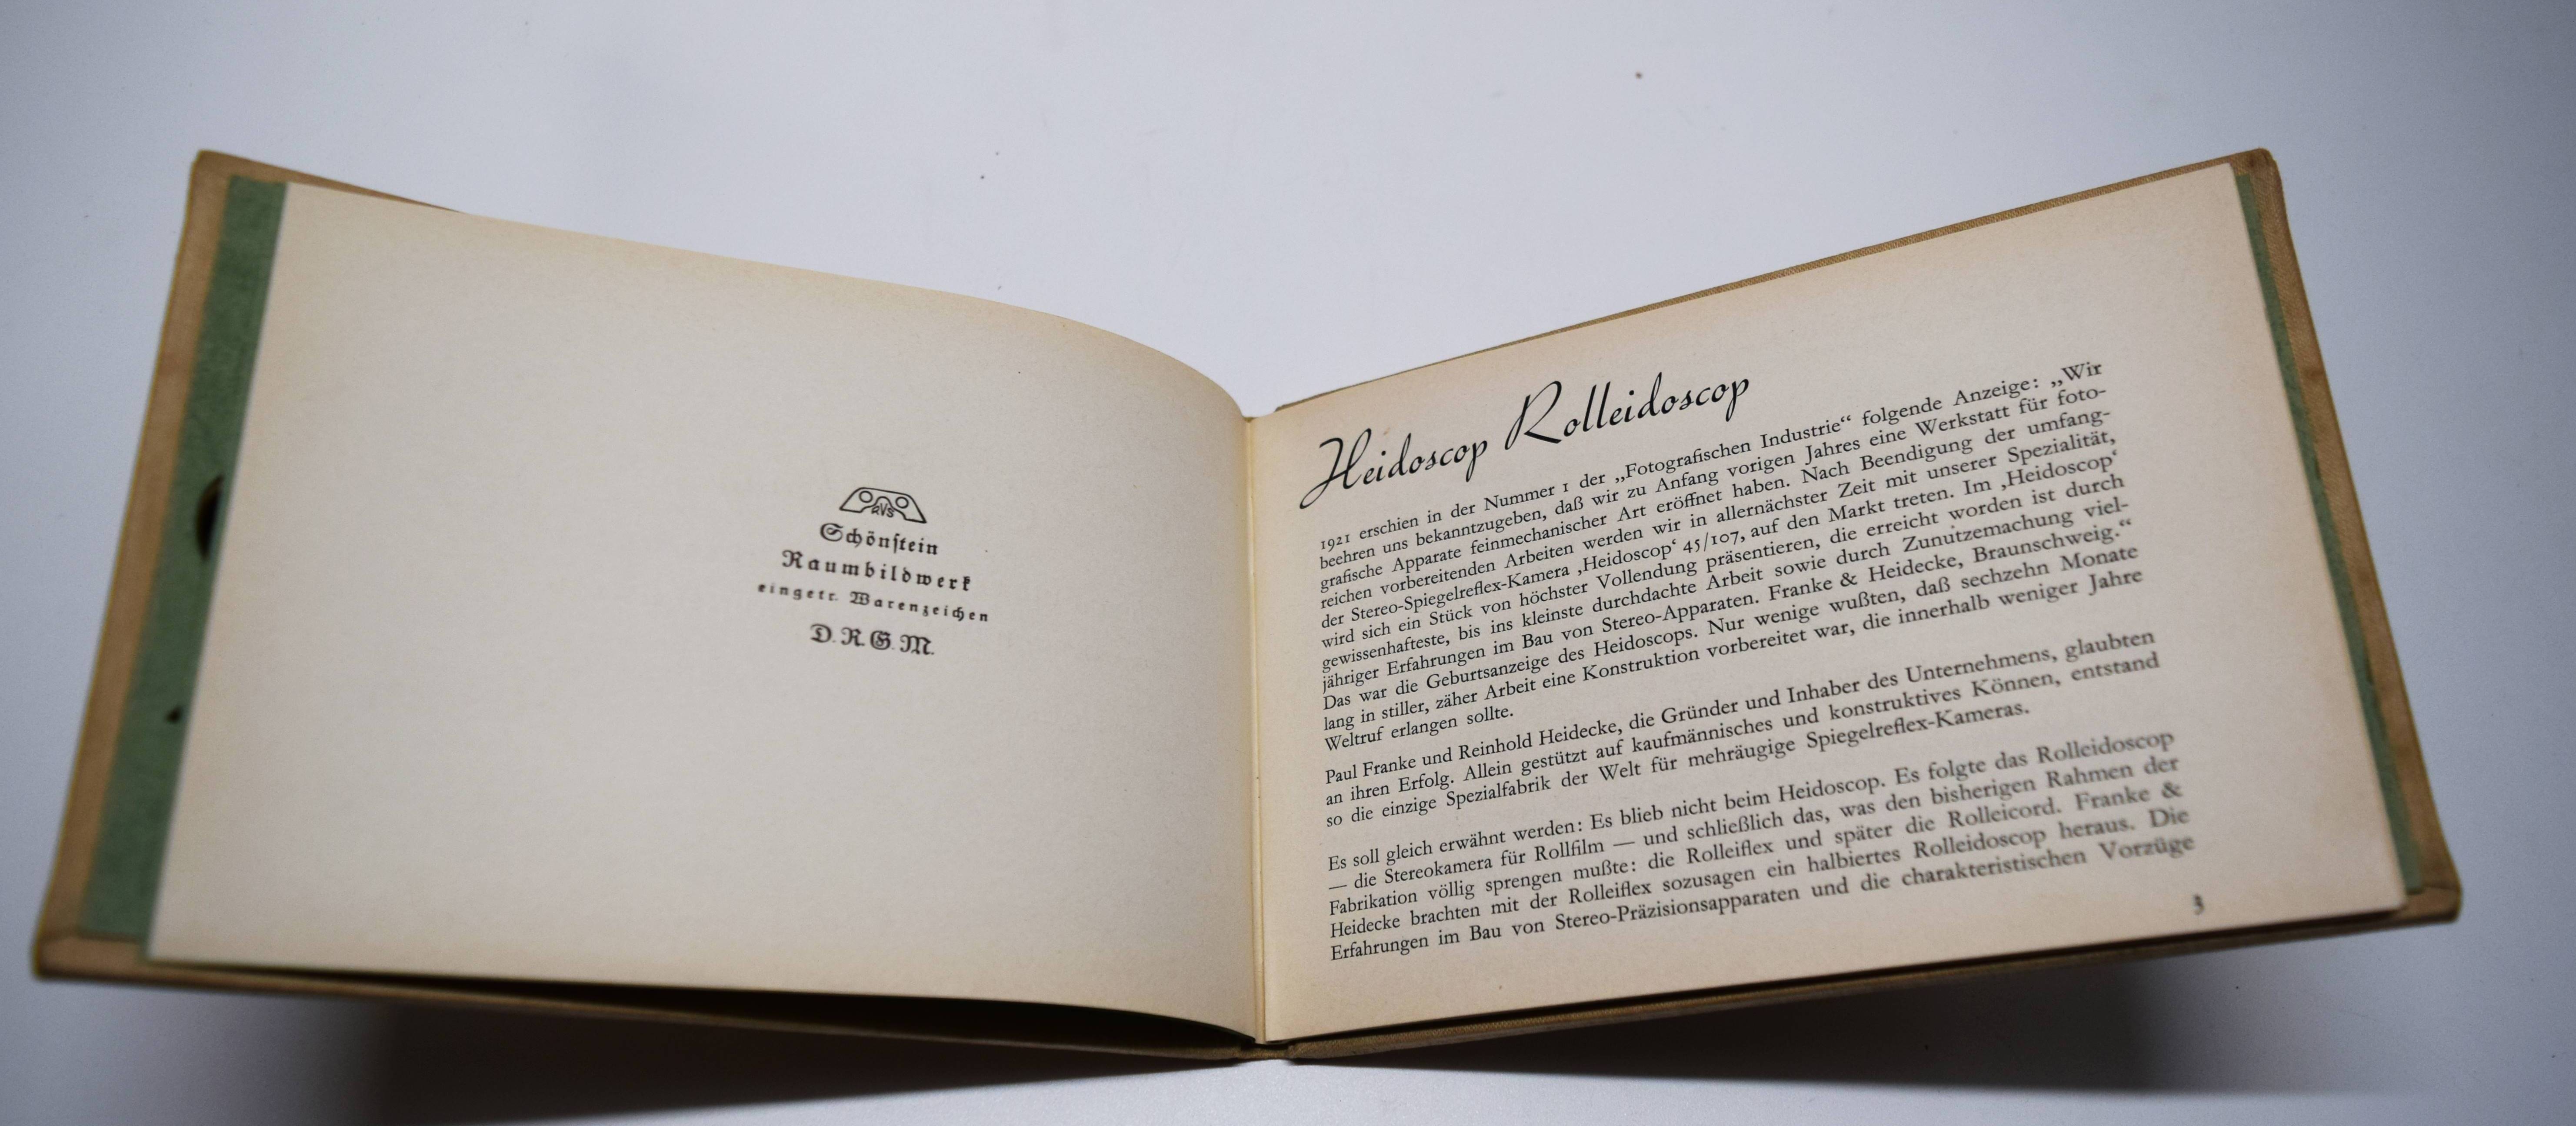 RVS
Schönstein
Raumbildwerk
eingetr. Warenzeichen
D. R. G. M.
Heidoscop Rolleidoscop
1921 erschien in der Nummer 1 der „Fotografischen Industrie“ folgende Anzeige: „Wir
beehren uns bekanntzugeben, daß wir zu Anfang vorigen Jahres eine Werkstatt für foto-
grafische Apparate feinmechanischer Art eröffnet haben. Nach Beendigung der umfang-
reichen vorbereitenden Arbeiten werden wir in allernächster Zeit mit unserer Spezialität,
der Stereo-Spiegelreflex-Kamera ‚Heidoscop‘ 45/107, auf den Markt treten. Im ‚Heidoscop‘
wird sich ein Stück von höchster Vollendung präsentieren, die erreicht worden ist durch
gewissenhafteste, bis ins kleinste durchdachte Arbeit sowie durch Zunutzemachung viel-
jähriger Erfahrungen im Bau von Stereo-Apparaten. Franke & Heidecke, Braunschweig.“
Das war die Geburtsanzeige des Heidoscops. Nur wenige wußten, daß sechzehn Monate
lang in stiller, zäher Arbeit eine Konstruktion vorbereitet war, die innerhalb weniger Jahre
Weltruf erlangen sollte.
Paul Franke und Reinhold Heidecke, die Gründer und Inhaber des Unternehmens, glaubten
an ihren Erfolg. Allein gestützt auf kaufmännisches und konstruktives Können, entstand
so die einzige Spezialfabrik der Welt für mehräugige Spiegelreflex-Kameras.
Es soll gleich erwähnt werden: Es blieb nicht beim Heidoscop. Es folgte das Rolleidoscop
— die Stereokamera für Rollfilm — und schließlich das, was den bisherigen Rahmen der
Fabrikation völlig sprengen mußte: die Rolleiflex und später die Rolleicord. Franke &
Heidecke brachten mit der Rolleiflex sozusagen ein halbiertes Rolleidoscop heraus. Die
Erfahrungen im Bau von Stereo-Präzisionsapparaten und die charakteristischen Vorzüge
3